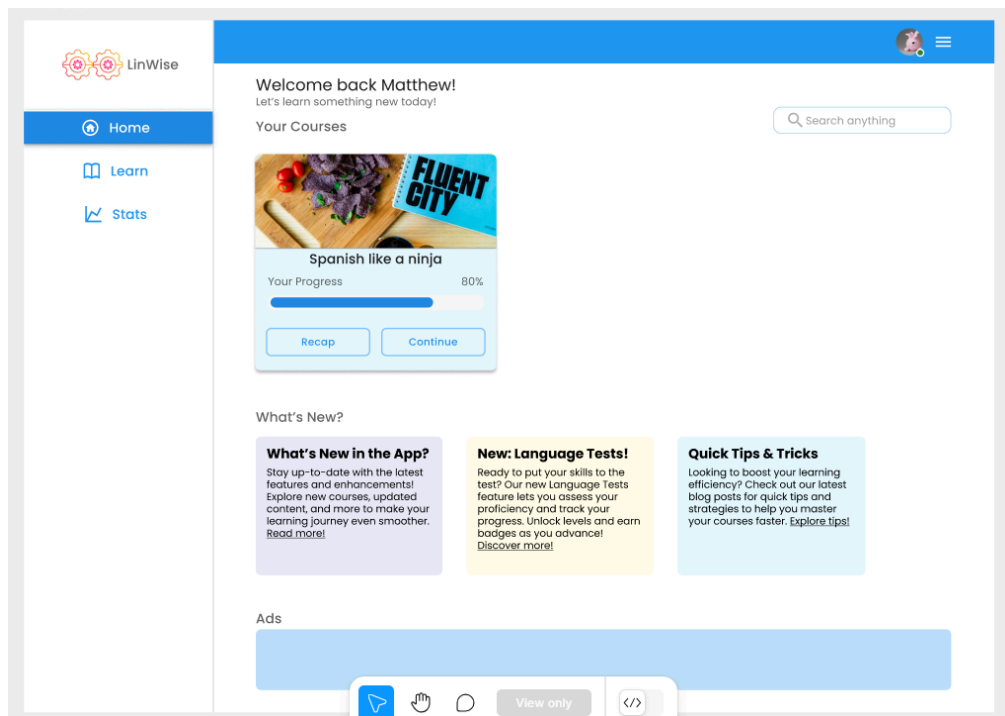 LinWise
Home
Learn
Stats
Welcome back Matthew!
Let's learn something new today!
Your Courses
Search anything
FLUENT
CITY
Spanish like a ninja
Your Progress
80%
Recap
Continue
What's New?
What's New in the App?
Stay up-to-date with the latest
features and enhancements!
Explore new courses, updated
content, and more to make your
learning journey even smoother.
Read more!
New: Language Tests!
Ready to put your skills to the
test? Our new Language Tests
feature lets you assess your
proficiency and track your
progress. Unlock levels and earn
badges as you advance!
Discover more!
Quick Tips & Tricks
Looking to boost your learning
efficiency? Check out our latest
blog posts for quick tips and
strategies to help you master
your courses faster. Explore tips!
Ads
View only